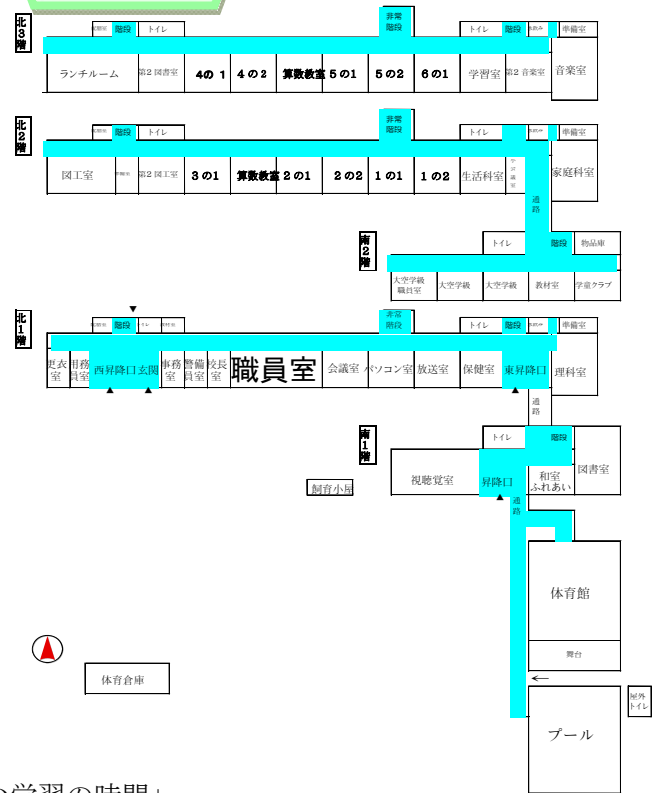 北3階
階段 トイレ
非常
階段
トイレ 階段 準備室
ランチルーム 第2図書室 4の1 4の2 算数教室 5の1 5の2 6の1 学習室 第2音楽室 音楽室
北2階
階段 トイレ
非常
階段
トイレ 準備室
図工室 第2図工室 3の1 算数教室 2の1 2の2 1の1 1の2 生活科室 家庭科室
通路
南2階
トイレ 階段 物品庫
大空学級
職員室
大空学級 大空学級 教材室 学童クラブ
北1階
階段 トイレ
非常
階段
トイレ 階段 準備室
更衣室 用務員室 西昇降口 玄関 事務室 警備員室 校長室 職員室 会議室 パソコン室 放送室 保健室 東昇降口 理科室
通路
南1階
トイレ 階段
視聴覚室 昇降口 和室
ふれあい
図書室
飼育小屋
通路
体育館
舞台
体育倉庫
←
屋外
トイレ
プール
学習の時間」